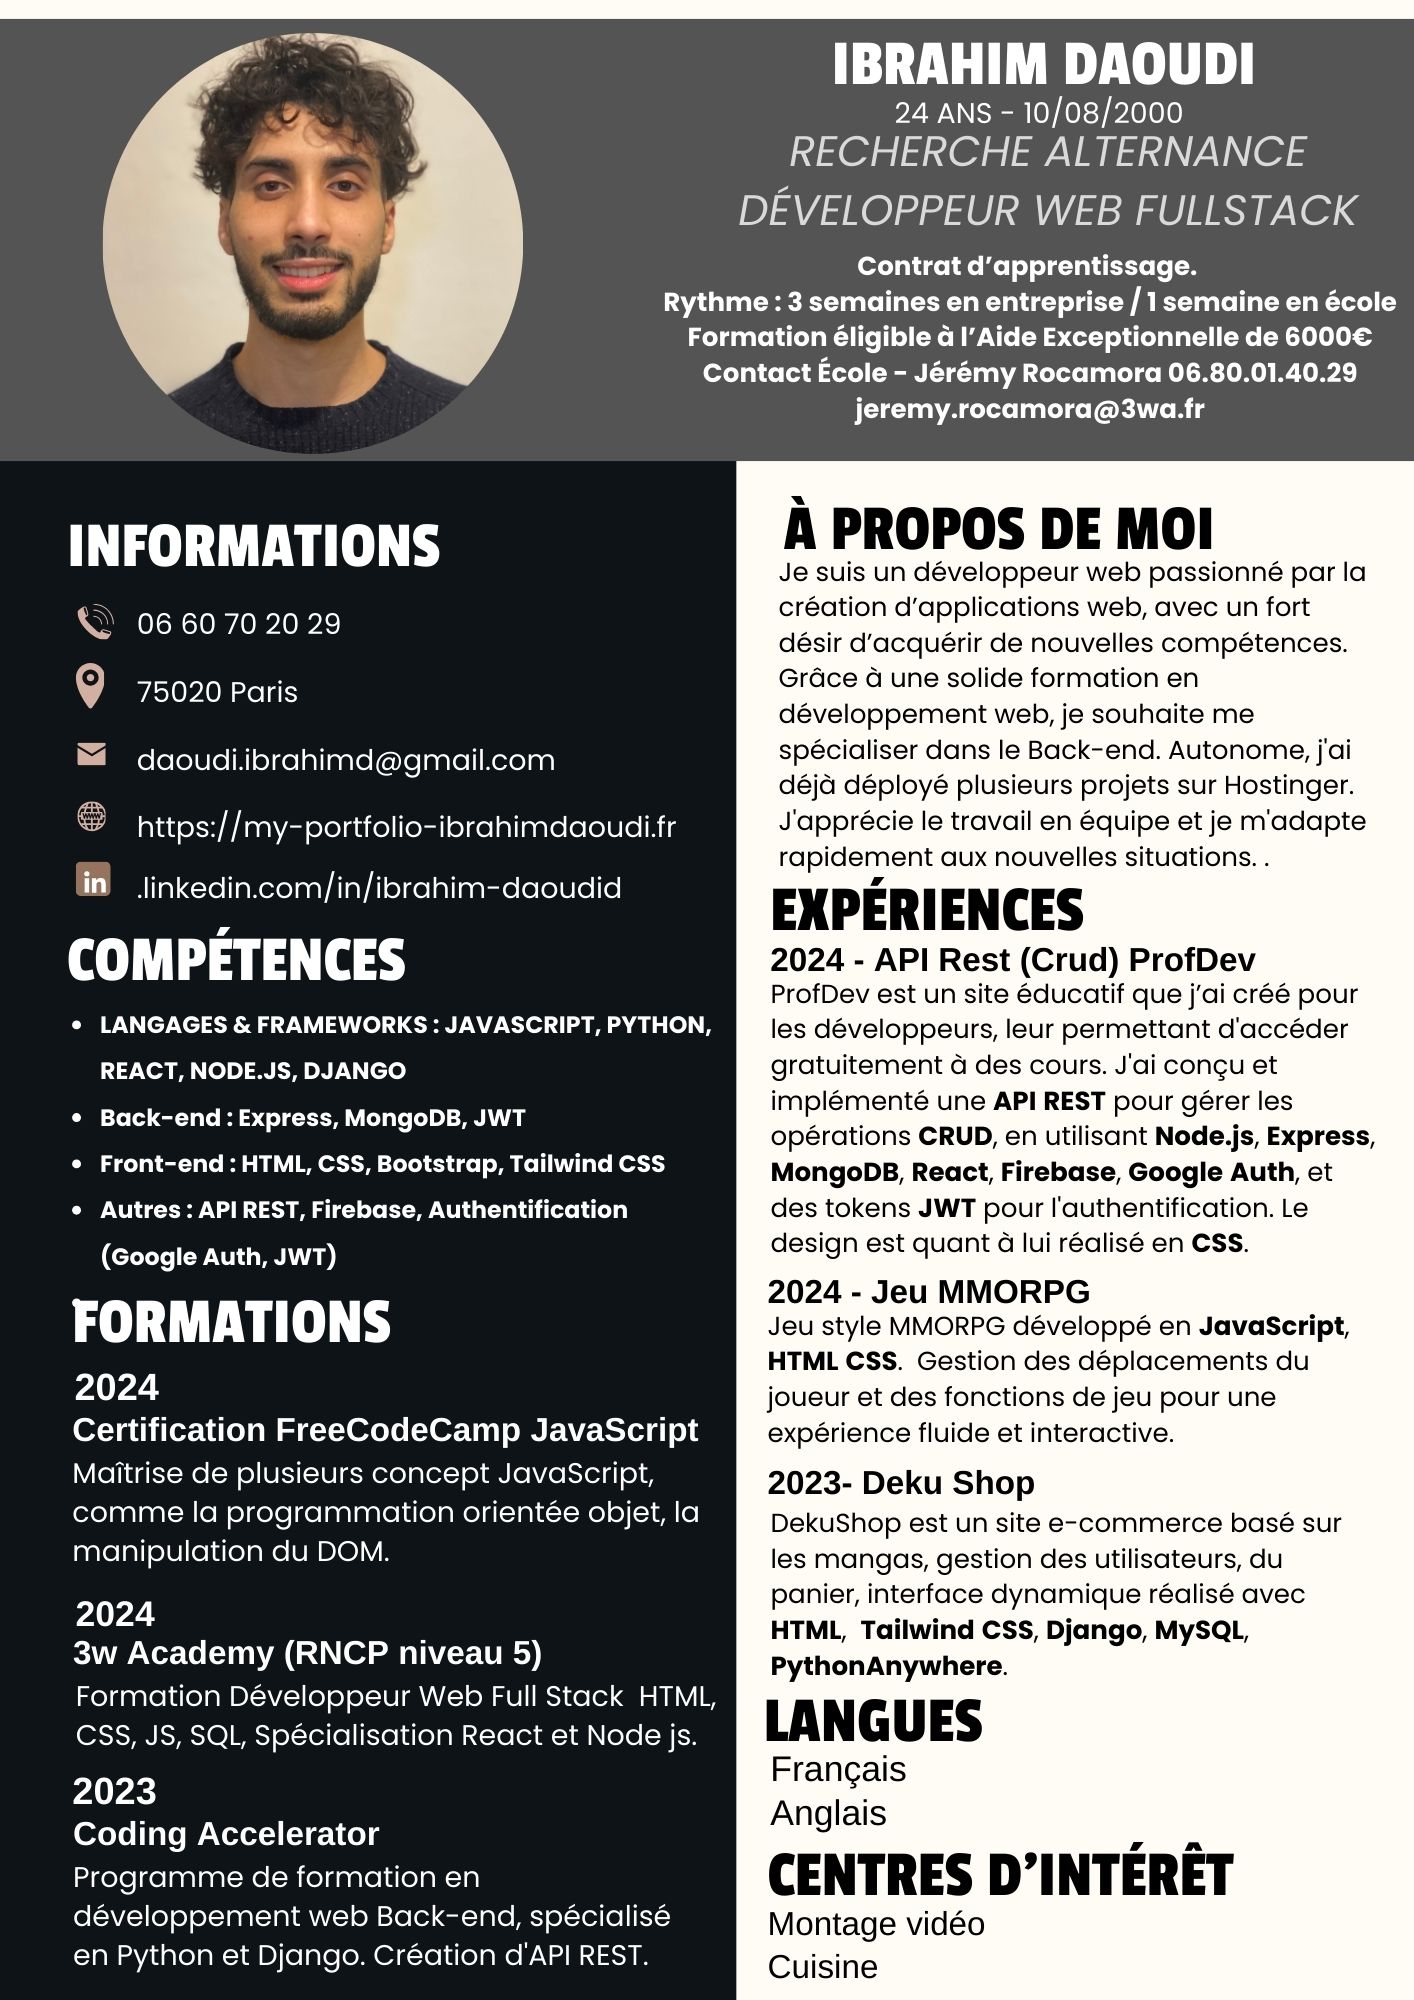 IBRAHIM DAOUDI
24 ANS - 10/08/2000
RECHERCHE ALTERNANCE
DÉVELOPPEUR WEB FULLSTACK
Contrat d’apprentissage.
Rythme : 3 semaines en entreprise / 1 semaine en école
Formation éligible à l’Aide Exceptionnelle de 6000€
Contact École - Jérémy Rocamora 06.80.01.40.29
jeremy.rocamora@3wa.fr
INFORMATIONS
06 60 70 20 29
75020 Paris
daoudi.ibrahimd@gmail.com
https://my-portfolio-ibrahimdaoudi.fr
.linkedin.com/in/ibrahim-daoudid
COMPÉTENCES
• LANGAGES & FRAMEWORKS : JAVASCRIPT, PYTHON,
REACT, NODE.JS, DJANGO
• Back-end : Express, MongoDB, JWT
• Front-end : HTML, CSS, Bootstrap, Tailwind CSS
• Autres : API REST, Firebase, Authentification
(Google Auth, JWT)
FORMATIONS
2024
Certification FreeCodeCamp JavaScript
Maîtrise de plusieurs concept JavaScript,
comme la programmation orientée objet, la
manipulation du DOM.
2024
3w Academy (RNCP niveau 5)
Formation Développeur Web Full Stack  HTML,
CSS, JS, SQL, Spécialisation React et Node js.
2023
Coding Accelerator
Programme de formation en
développement web Back-end, spécialisé
en Python et Django. Création d'API REST.
À PROPOS DE MOI
Je suis un développeur web passionné par la
création d’applications web, avec un fort
désir d’acquérir de nouvelles compétences.
Grâce à une solide formation en
développement web, je souhaite me
spécialiser dans le Back-end. Autonome, j'ai
déjà déployé plusieurs projets sur Hostinger.
J'apprécie le travail en équipe et je m'adapte
rapidement aux nouvelles situations. .
EXPÉRIENCES
2024 - API Rest (Crud) ProfDev
ProfDev est un site éducatif que j’ai créé pour
les développeurs, leur permettant d'accéder
gratuitement à des cours. J'ai conçu et
implémenté une API REST pour gérer les
opérations CRUD, en utilisant Node.js, Express,
MongoDB, React, Firebase, Google Auth, et
des tokens JWT pour l'authentification. Le
design est quant à lui réalisé en CSS.
2024 - Jeu MMORPG
Jeu style MMORPG développé en JavaScript,
HTML CSS.  Gestion des déplacements du
joueur et des fonctions de jeu pour une
expérience fluide et interactive.
2023- Deku Shop
DekuShop est un site e-commerce basé sur
les mangas, gestion des utilisateurs, du
panier, interface dynamique réalisé avec
HTML,  Tailwind CSS, Django, MySQL,
PythonAnywhere.
LANGUES
Français
Anglais
CENTRES D’INTÉRÊT
Montage vidéo
Cuisine